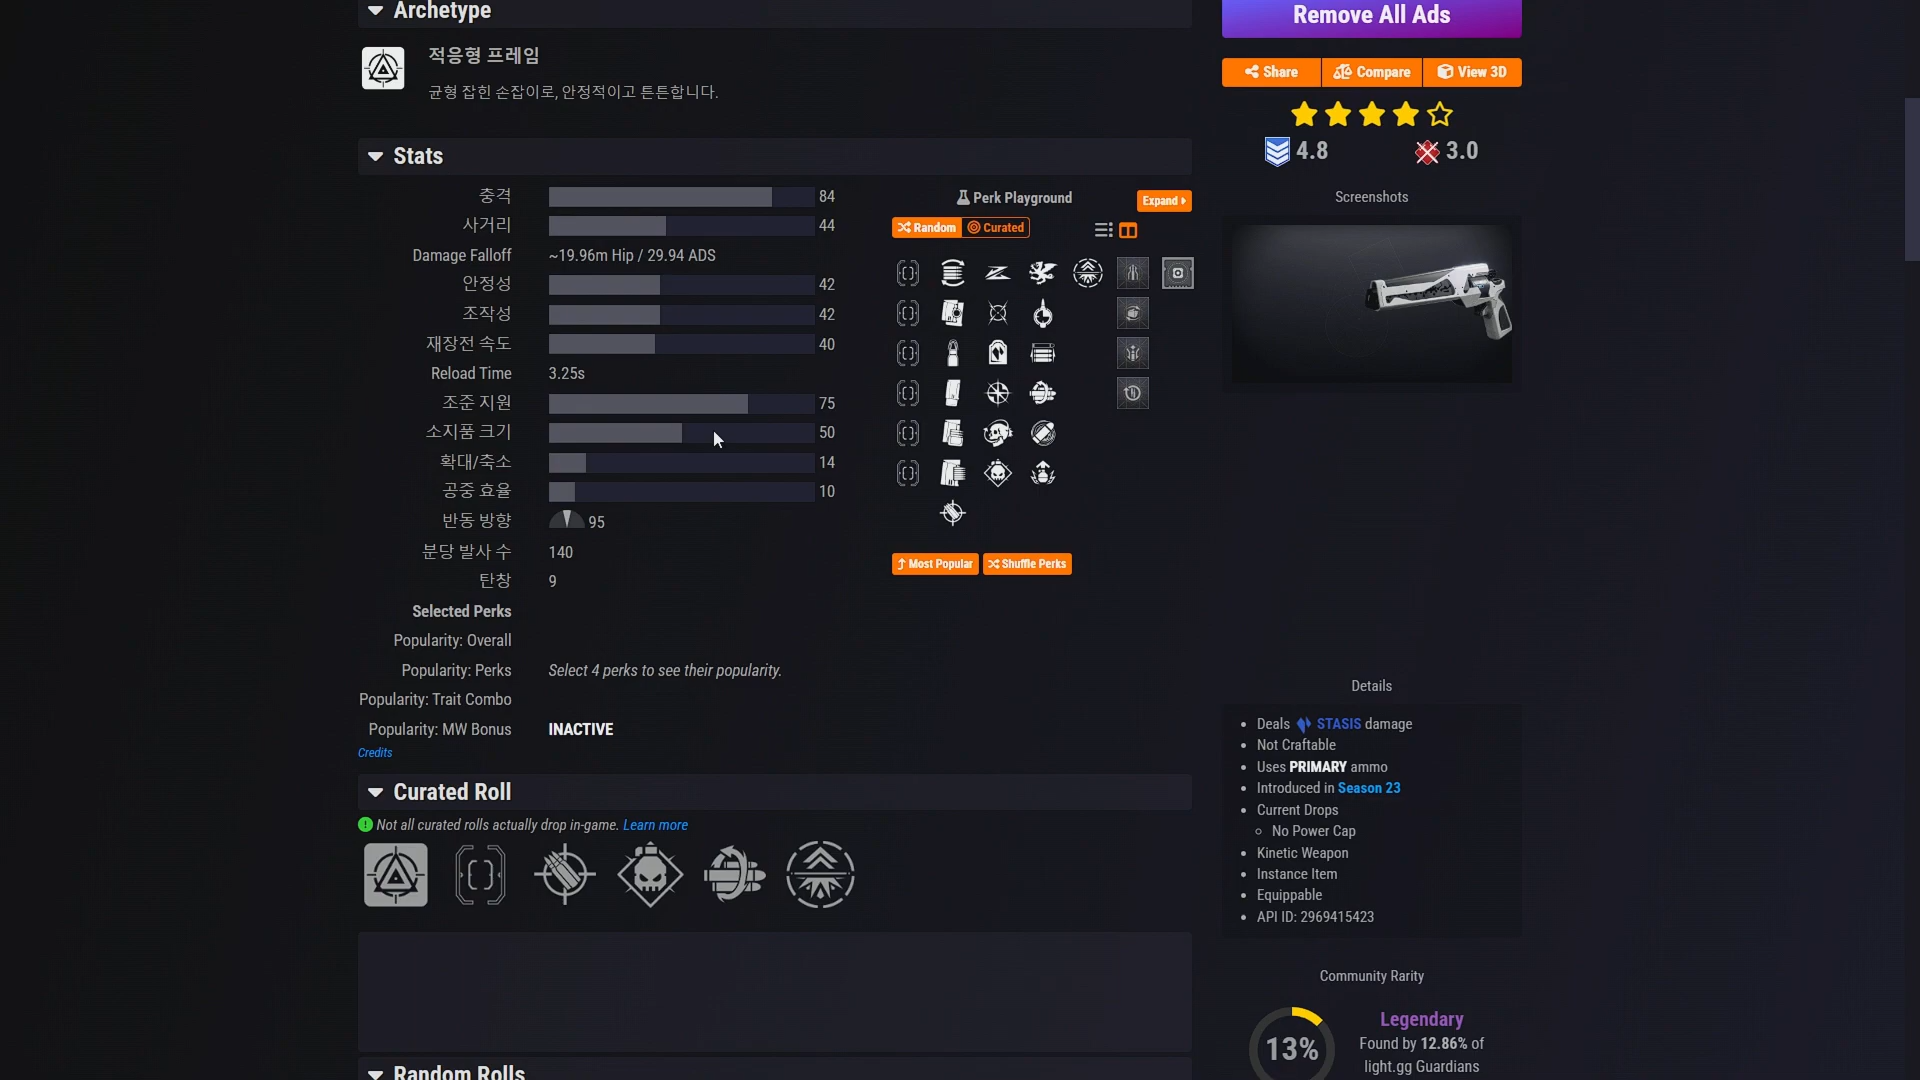 Archetype
적응형 프레임
균형 잡힌 손잡이로, 안정적이고 튼튼합니다.
Stats
충격 84
사거리 44
Damage Falloff ~19.96m Hip / 29.94 ADS
안정성 42
조작성 42
재장전 속도 40
Reload Time 3.25s
조준 지원 75
소지품 크기 50
확대/축소 14
공중 효율 10
반동 방향 95
분당 발사 수 140
탄창 9
Selected Perks
Popularity: Overall
Popularity: Perks Select 4 perks to see their popularity.
Popularity: Trait Combo
Popularity: MW Bonus INACTIVE
Credits
Perk Playground
Expand
Random Curated
Most Popular Shuffle Perks
Curated Roll
Not all curated rolls actually drop in-game. Learn more
Random Rolls
Remove All Ads
Share Compare View 3D
4.8 3.0
Screenshots
Details
Deals STASIS damage
Not Craftable
Uses PRIMARY ammo
Introduced in Season 23
Current Drops
No Power Cap
Kinetic Weapon
Instance Item
Equippable
API ID: 2969415423
Community Rarity
13%
Legendary
Found by 12.86% of
light.gg Guardians